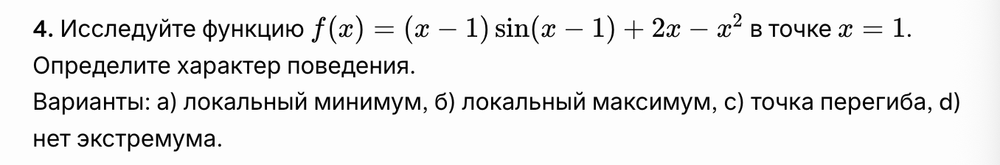 4. Исследуйте функцию f(x) = (x − 1) sin(x − 1) + 2x − x² в точке x = 1.
Определите характер поведения.
Варианты: a) локальный минимум, б) локальный максимум, c) точка перегиба, d)
нет экстремума.